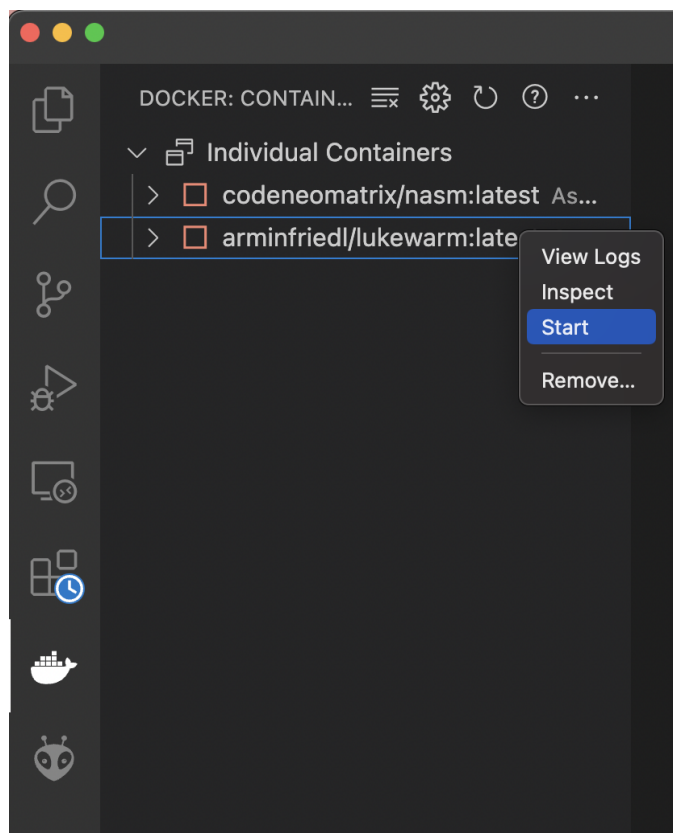 DOCKER: CONTAIN...
Individual Containers
codeneomatrix/nasm:latest As...
arminfriedl/lukewarm:late
View Logs
Inspect
Start
Remove...